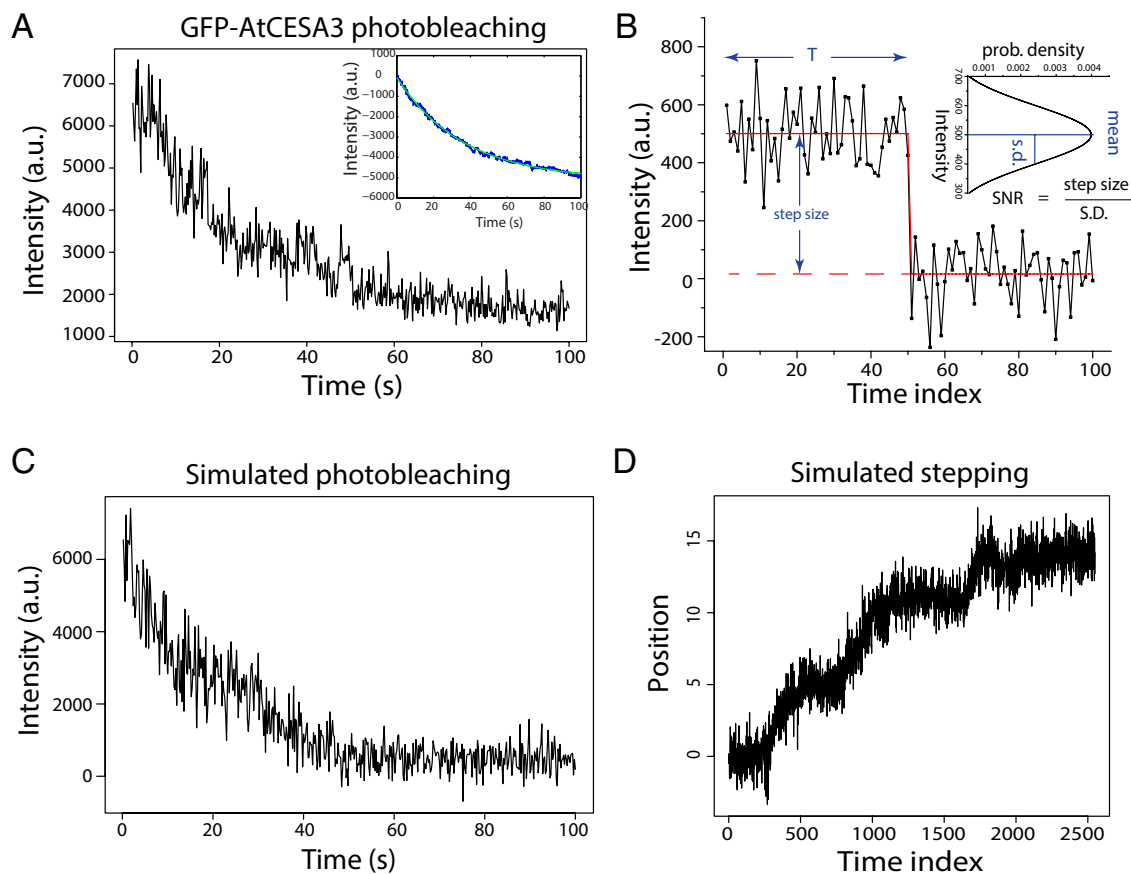 A
GFP-AtCESA3 photobleaching
Intensity (a.u.)
7000
6000
5000
4000
3000
2000
1000
0 20 40 60 80 100
Time (s)
Intensity (a.u.)
1000
0
−1000
−2000
−3000
−4000
−5000
−6000
0 20 40 60 80 100
Time (s)
B
Intensity (a.u.)
800
600
400
200
0
-200
T
step size
20 40 60 80 100
Time index
prob. density
0.001 0.002 0.003 0.004
Intensity
600
500
400
300
mean
s.d.
SNR = step size
S.D.
C
Simulated photobleaching
Intensity (a.u.)
6000
4000
2000
0
0 20 40 60 80 100
Time (s)
D
Simulated stepping
Position
15
10
5
0
0 500 1000 1500 2000 2500
Time index